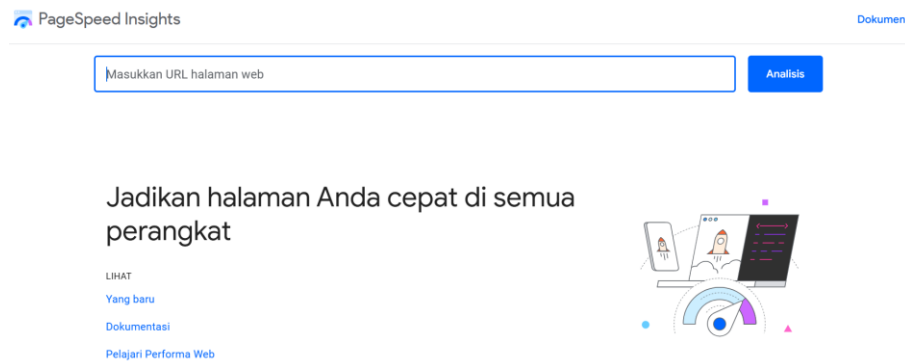 PageSpeed Insights
Masukkan URL halaman web
Analisis
Jadikan halaman Anda cepat di semua
perangkat
LIHAT
Yang baru
Dokumentasi
Pelajari Performa Web